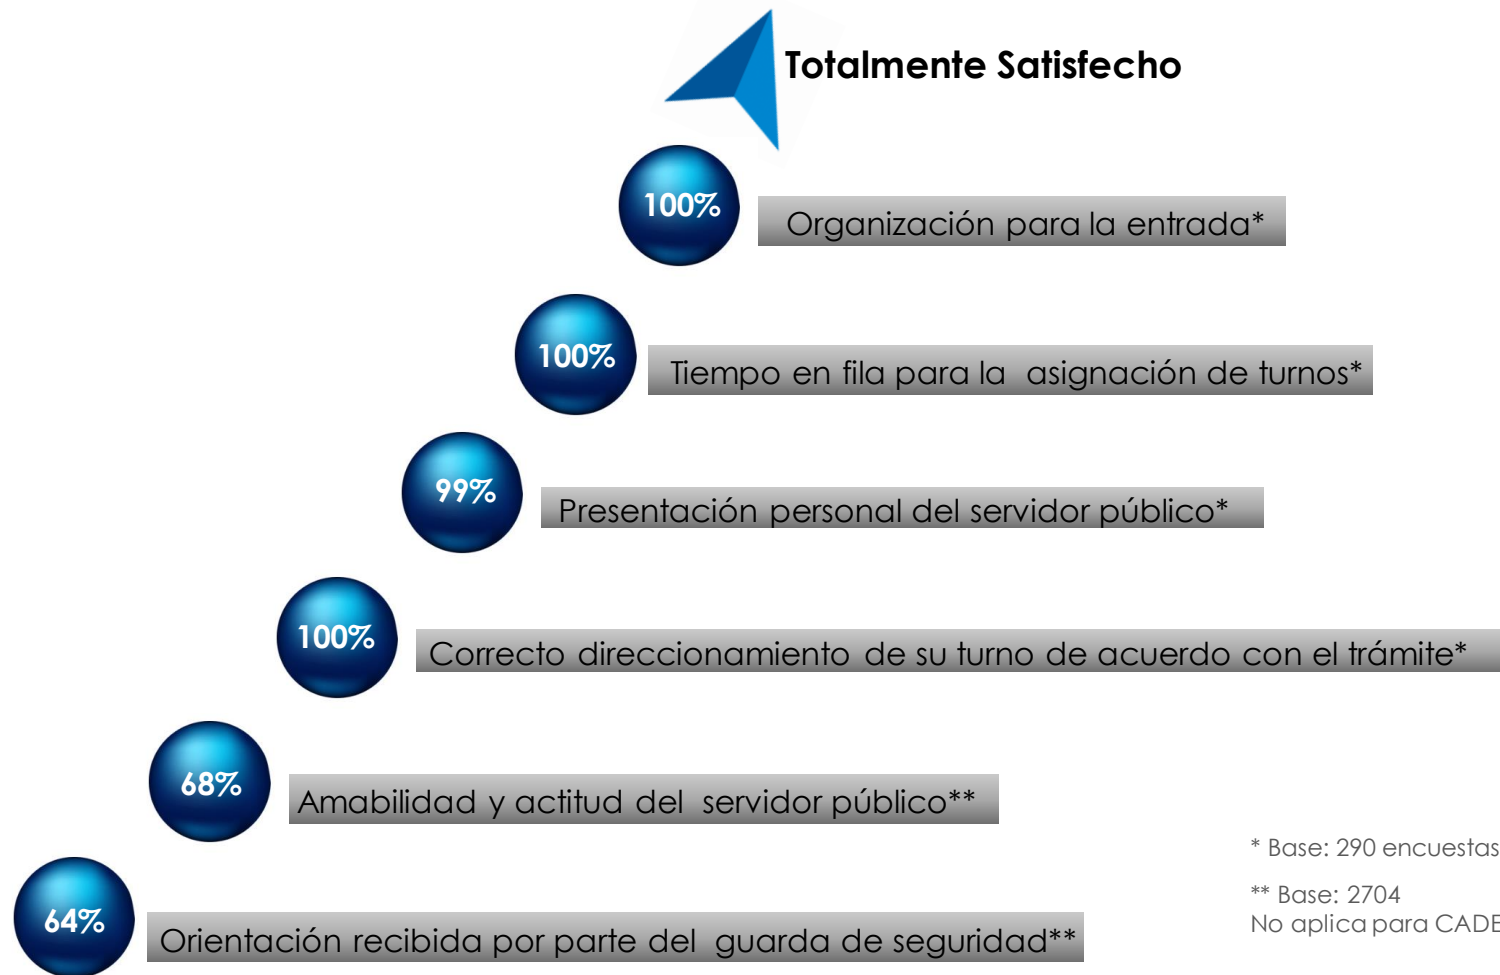 Totalmente Satisfecho
100%
Organización para la entrada*
100%
Tiempo en fila para la asignación de turnos*
99%
Presentación personal del servidor público*
100%
Correcto direccionamiento de su turno de acuerdo con el trámite*
68%
Amabilidad y actitud del servidor público**
* Base: 290 encuestas
** Base: 2704
No aplica para CADE
64%
Orientación recibida por parte del guarda de seguridad**